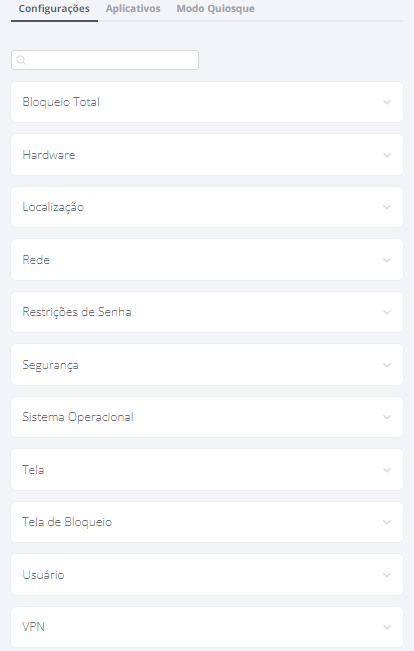 Configurações Aplicativos Modo Quiosque
Bloqueio Total
Hardware
Localização
Rede
Restrições de Senha
Segurança
Sistema Operacional
Tela
Tela de Bloqueio
Usuário
VPN